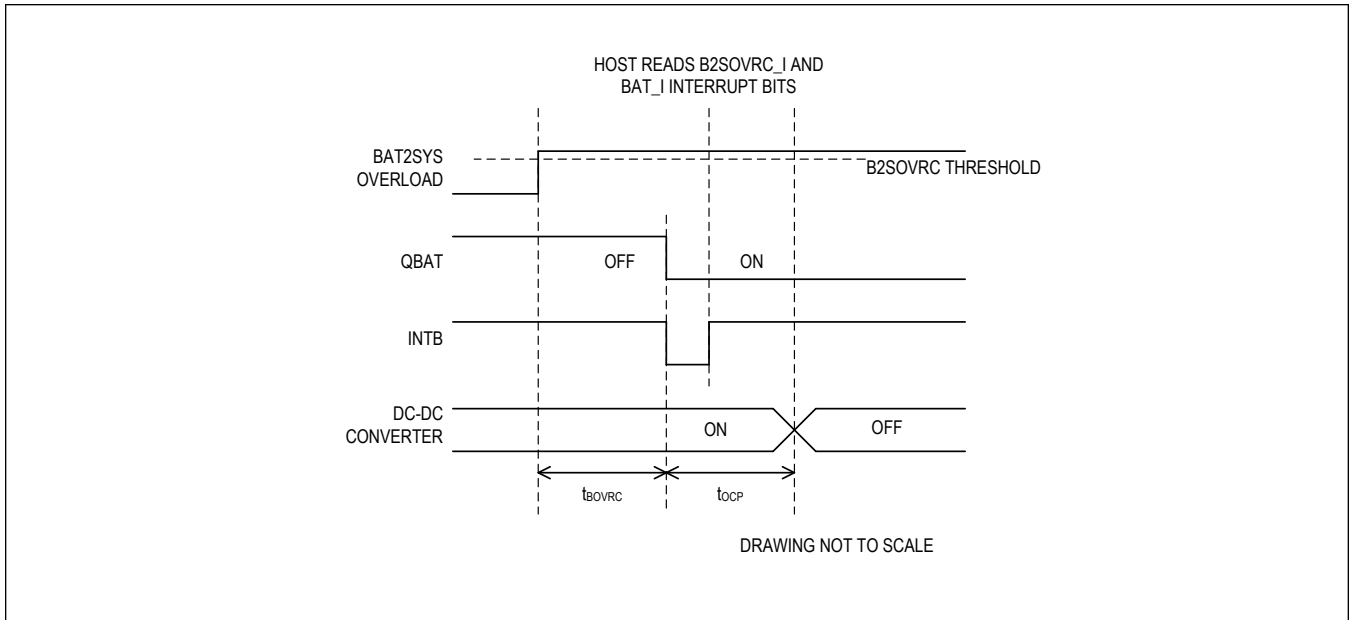 HOST READS B2SOVRC_I AND
BAT_I INTERRUPT BITS
BAT2SYS
OVERLOAD
B2SOVRC THRESHOLD
QBAT
OFF
ON
INTB
DC-DC
CONVERTER
ON
OFF
tBOVRC
tOCP
DRAWING NOT TO SCALE